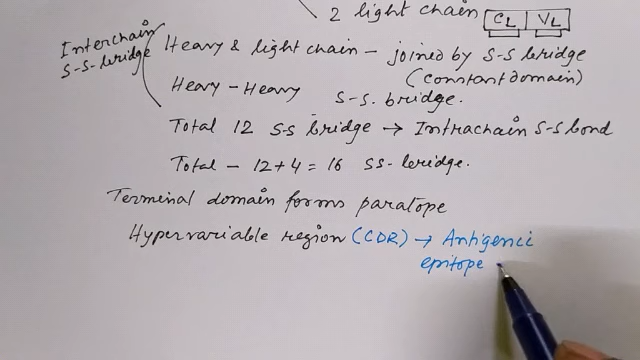 2 light chain
CL VL
Interchain
S-S-bridge
Heavy & light chain – joined by S-S bridge
(constant domain)
Heavy – Heavy S-S. bridge.
Total 12 S-S bridge → Intrachain S-S bond
Total – 12+4 = 16 SS-bridge.
Terminal domain forms paratope
Hypervariable region (CDR) → Antigenci
epitope